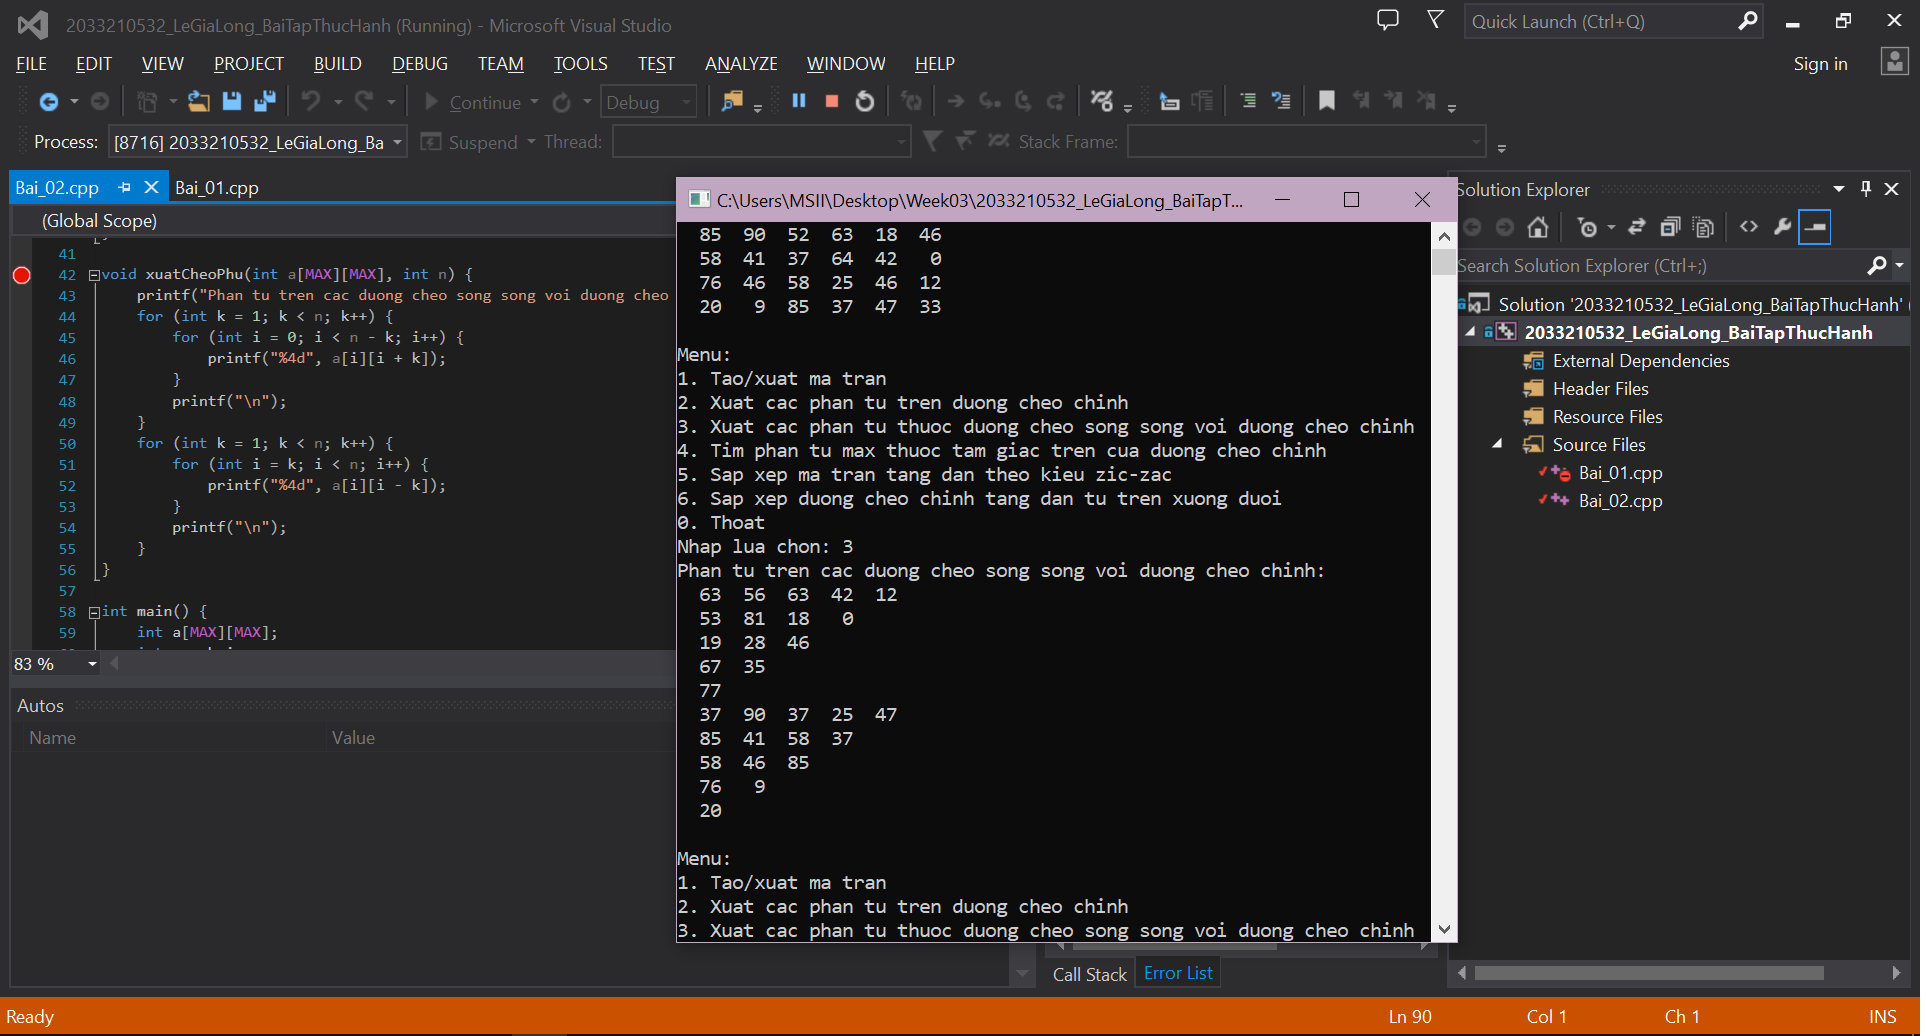 2033210532_LeGiaLong_BaiTapThucHanh (Running) - Microsoft Visual Studio
Quick Launch (Ctrl+Q)
FILE EDIT VIEW PROJECT BUILD DEBUG TEAM TOOLS TEST ANALYZE WINDOW HELP
Sign in
Continue
Debug
Process: [8716] 2033210532_LeGiaLong_Ba
Suspend
Thread:
Stack Frame:
Bai_02.cpp
Bai_01.cpp
(Global Scope)
41
42 void xuatCheoPhu(int a[MAX][MAX], int n) {
43 printf("Phan tu tren cac duong cheo song song voi duong cheo
44 for (int k = 1; k < n; k++) {
45 for (int i = 0; i < n - k; i++) {
46 printf("%4d", a[i][i + k]);
47 }
48 printf("\n");
49 }
50 for (int k = 1; k < n; k++) {
51 for (int i = k; i < n; i++) {
52 printf("%4d", a[i][i - k]);
53 }
54 printf("\n");
55 }
56 }
57
58 int main() {
59 int a[MAX][MAX];
83 %
Autos
Name Value
C:\Users\MSII\Desktop\Week03\2033210532_LeGiaLong_BaiTapT...
85 90 52 63 18 46
58 41 37 64 42 0
76 46 58 25 46 12
20 9 85 37 47 33
Menu:
1. Tao/xuat ma tran
2. Xuat cac phan tu tren duong cheo chinh
3. Xuat cac phan tu thuoc duong cheo song song voi duong cheo chinh
4. Tim phan tu max thuoc tam giac tren cua duong cheo chinh
5. Sap xep ma tran tang dan theo kieu zic-zac
6. Sap xep duong cheo chinh tang dan tu tren xuong duoi
0. Thoat
Nhap lua chon: 3
Phan tu tren cac duong cheo song song voi duong cheo chinh:
63 56 63 42 12
53 81 18 0
19 28 46
67 35
77
37 90 37 25 47
85 41 58 37
58 46 85
76 9
20
Menu:
1. Tao/xuat ma tran
2. Xuat cac phan tu tren duong cheo chinh
3. Xuat cac phan tu thuoc duong cheo song song voi duong cheo chinh
Call Stack
Error List
Solution Explorer
Search Solution Explorer (Ctrl+;)
Solution '2033210532_LeGiaLong_BaiTapThucHanh' (
2033210532_LeGiaLong_BaiTapThucHanh
External Dependencies
Header Files
Resource Files
Source Files
Bai_01.cpp
Bai_02.cpp
Ready
Ln 90
Col 1
Ch 1
INS